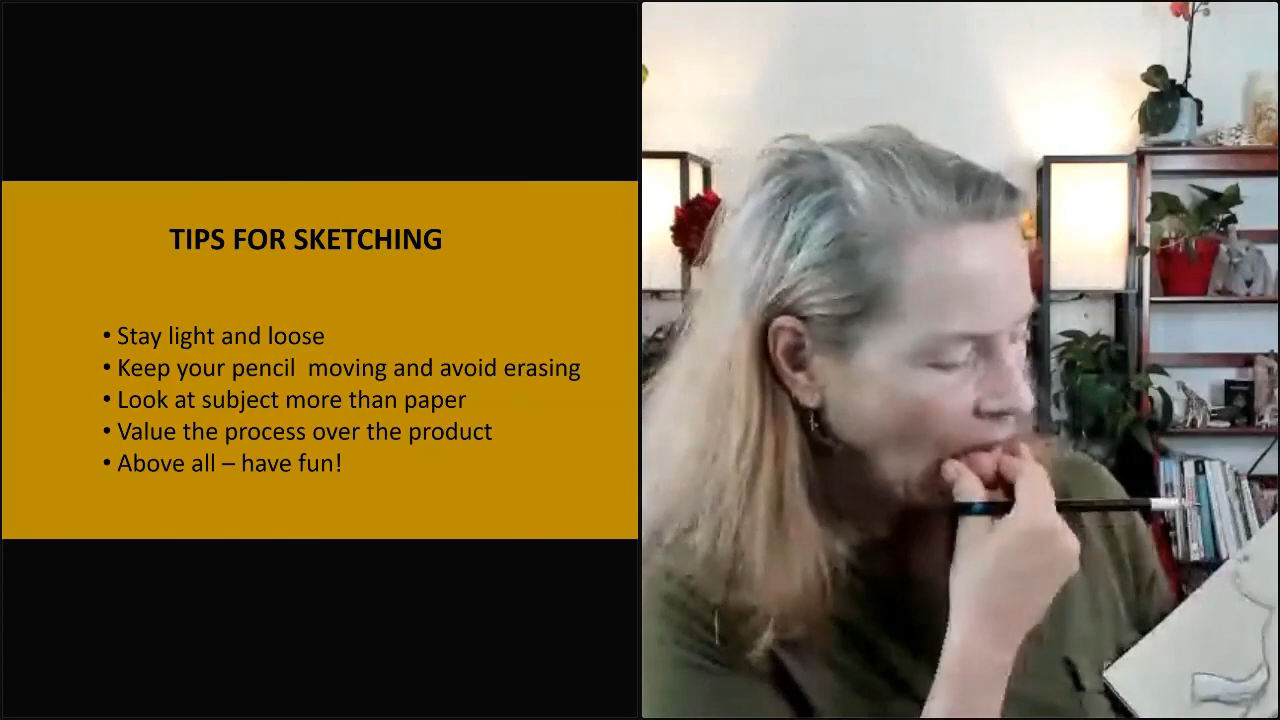 TIPS FOR SKETCHING
• Stay light and loose
• Keep your pencil  moving and avoid erasing
• Look at subject more than paper
• Value the process over the product
• Above all – have fun!